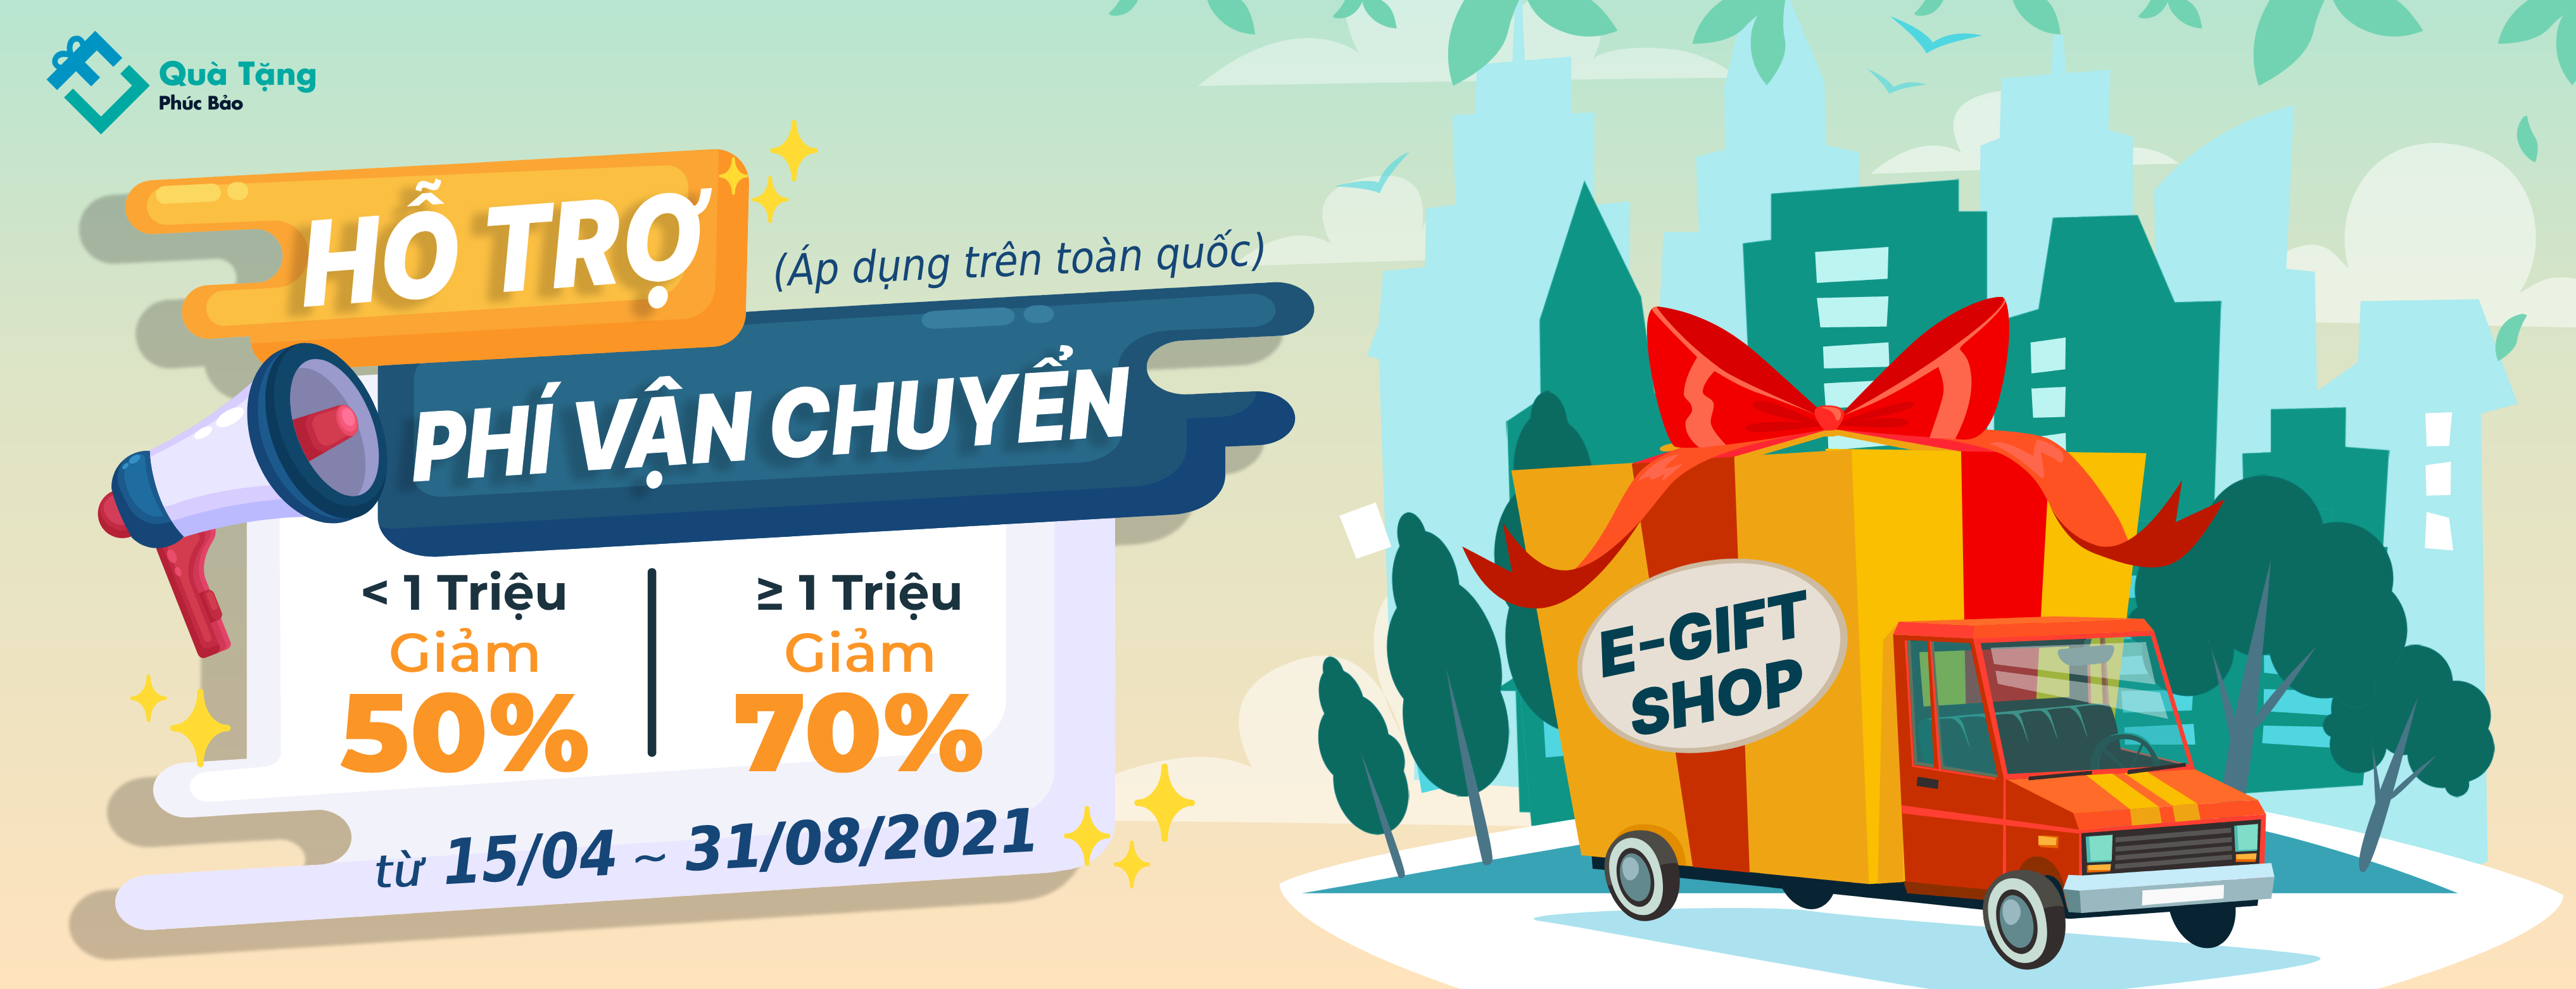 Quà Tặng
Phúc Bảo
HỖ TRỢ
(Áp dụng trên toàn quốc)
PHÍ VẬN CHUYỂN
< 1 Triệu
Giảm
50%
≥ 1 Triệu
Giảm
70%
từ 15/04 ~ 31/08/2021
E-GIFT
SHOP